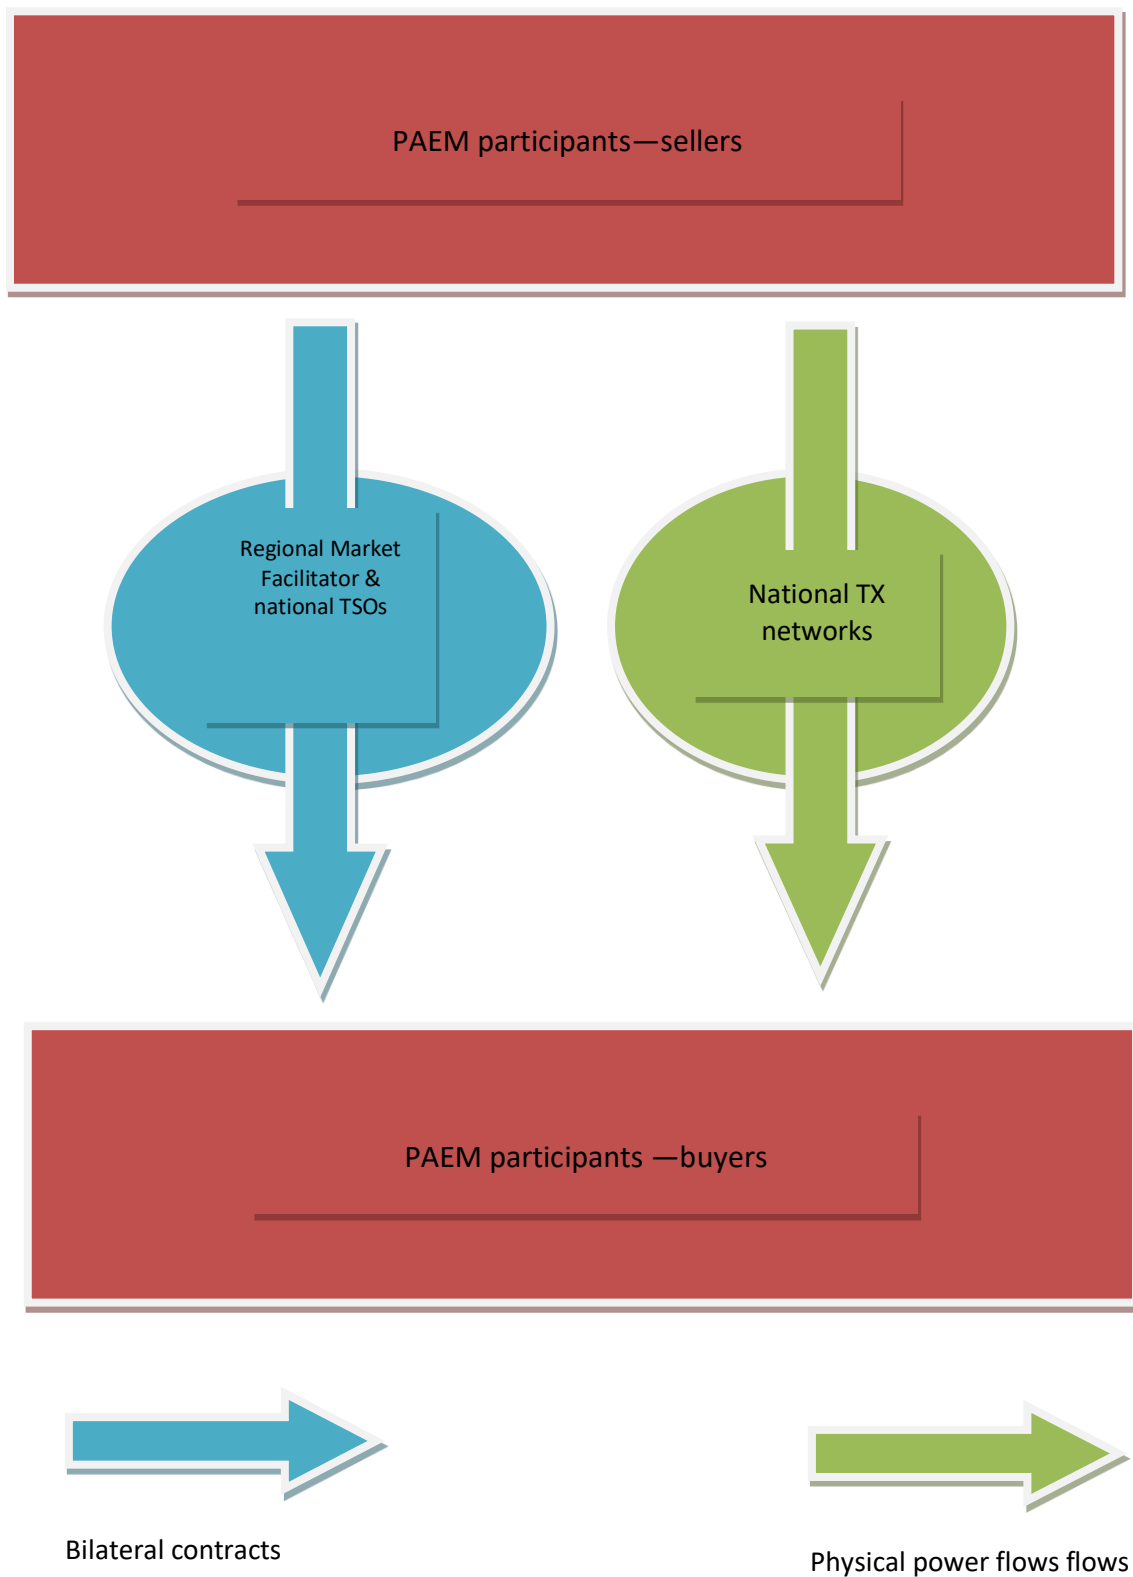 PAEM participants—sellers
Regional Market
Facilitator &
national TSOs
National TX
networks
PAEM participants —buyers
Bilateral contracts
Physical power flows flows